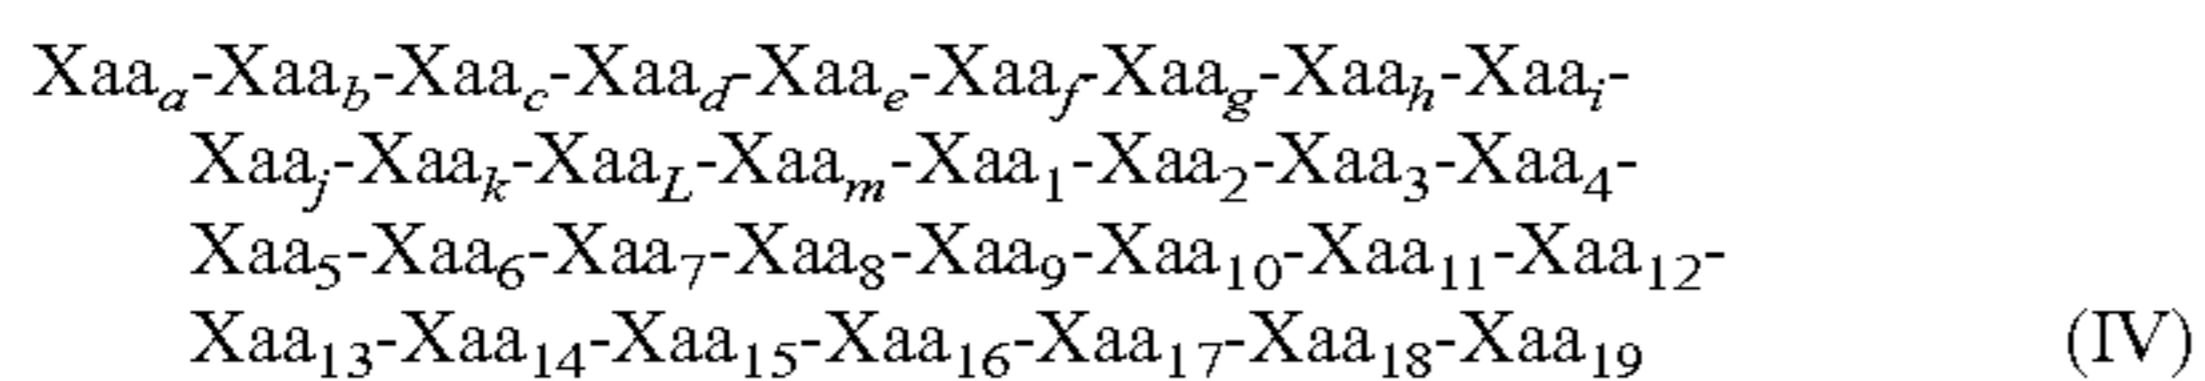 Xaa_a-Xaa_b-Xaa_c-Xaa_d-Xaa_e-Xaa_f-Xaa_g-Xaa_h-Xaa_i-
Xaa_j-Xaa_k-Xaa_L-Xaa_m-Xaa_1-Xaa_2-Xaa_3-Xaa_4-
Xaa_5-Xaa_6-Xaa_7-Xaa_8-Xaa_9-Xaa_10-Xaa_11-Xaa_12-
Xaa_13-Xaa_14-Xaa_15-Xaa_16-Xaa_17-Xaa_18-Xaa_19 (IV)